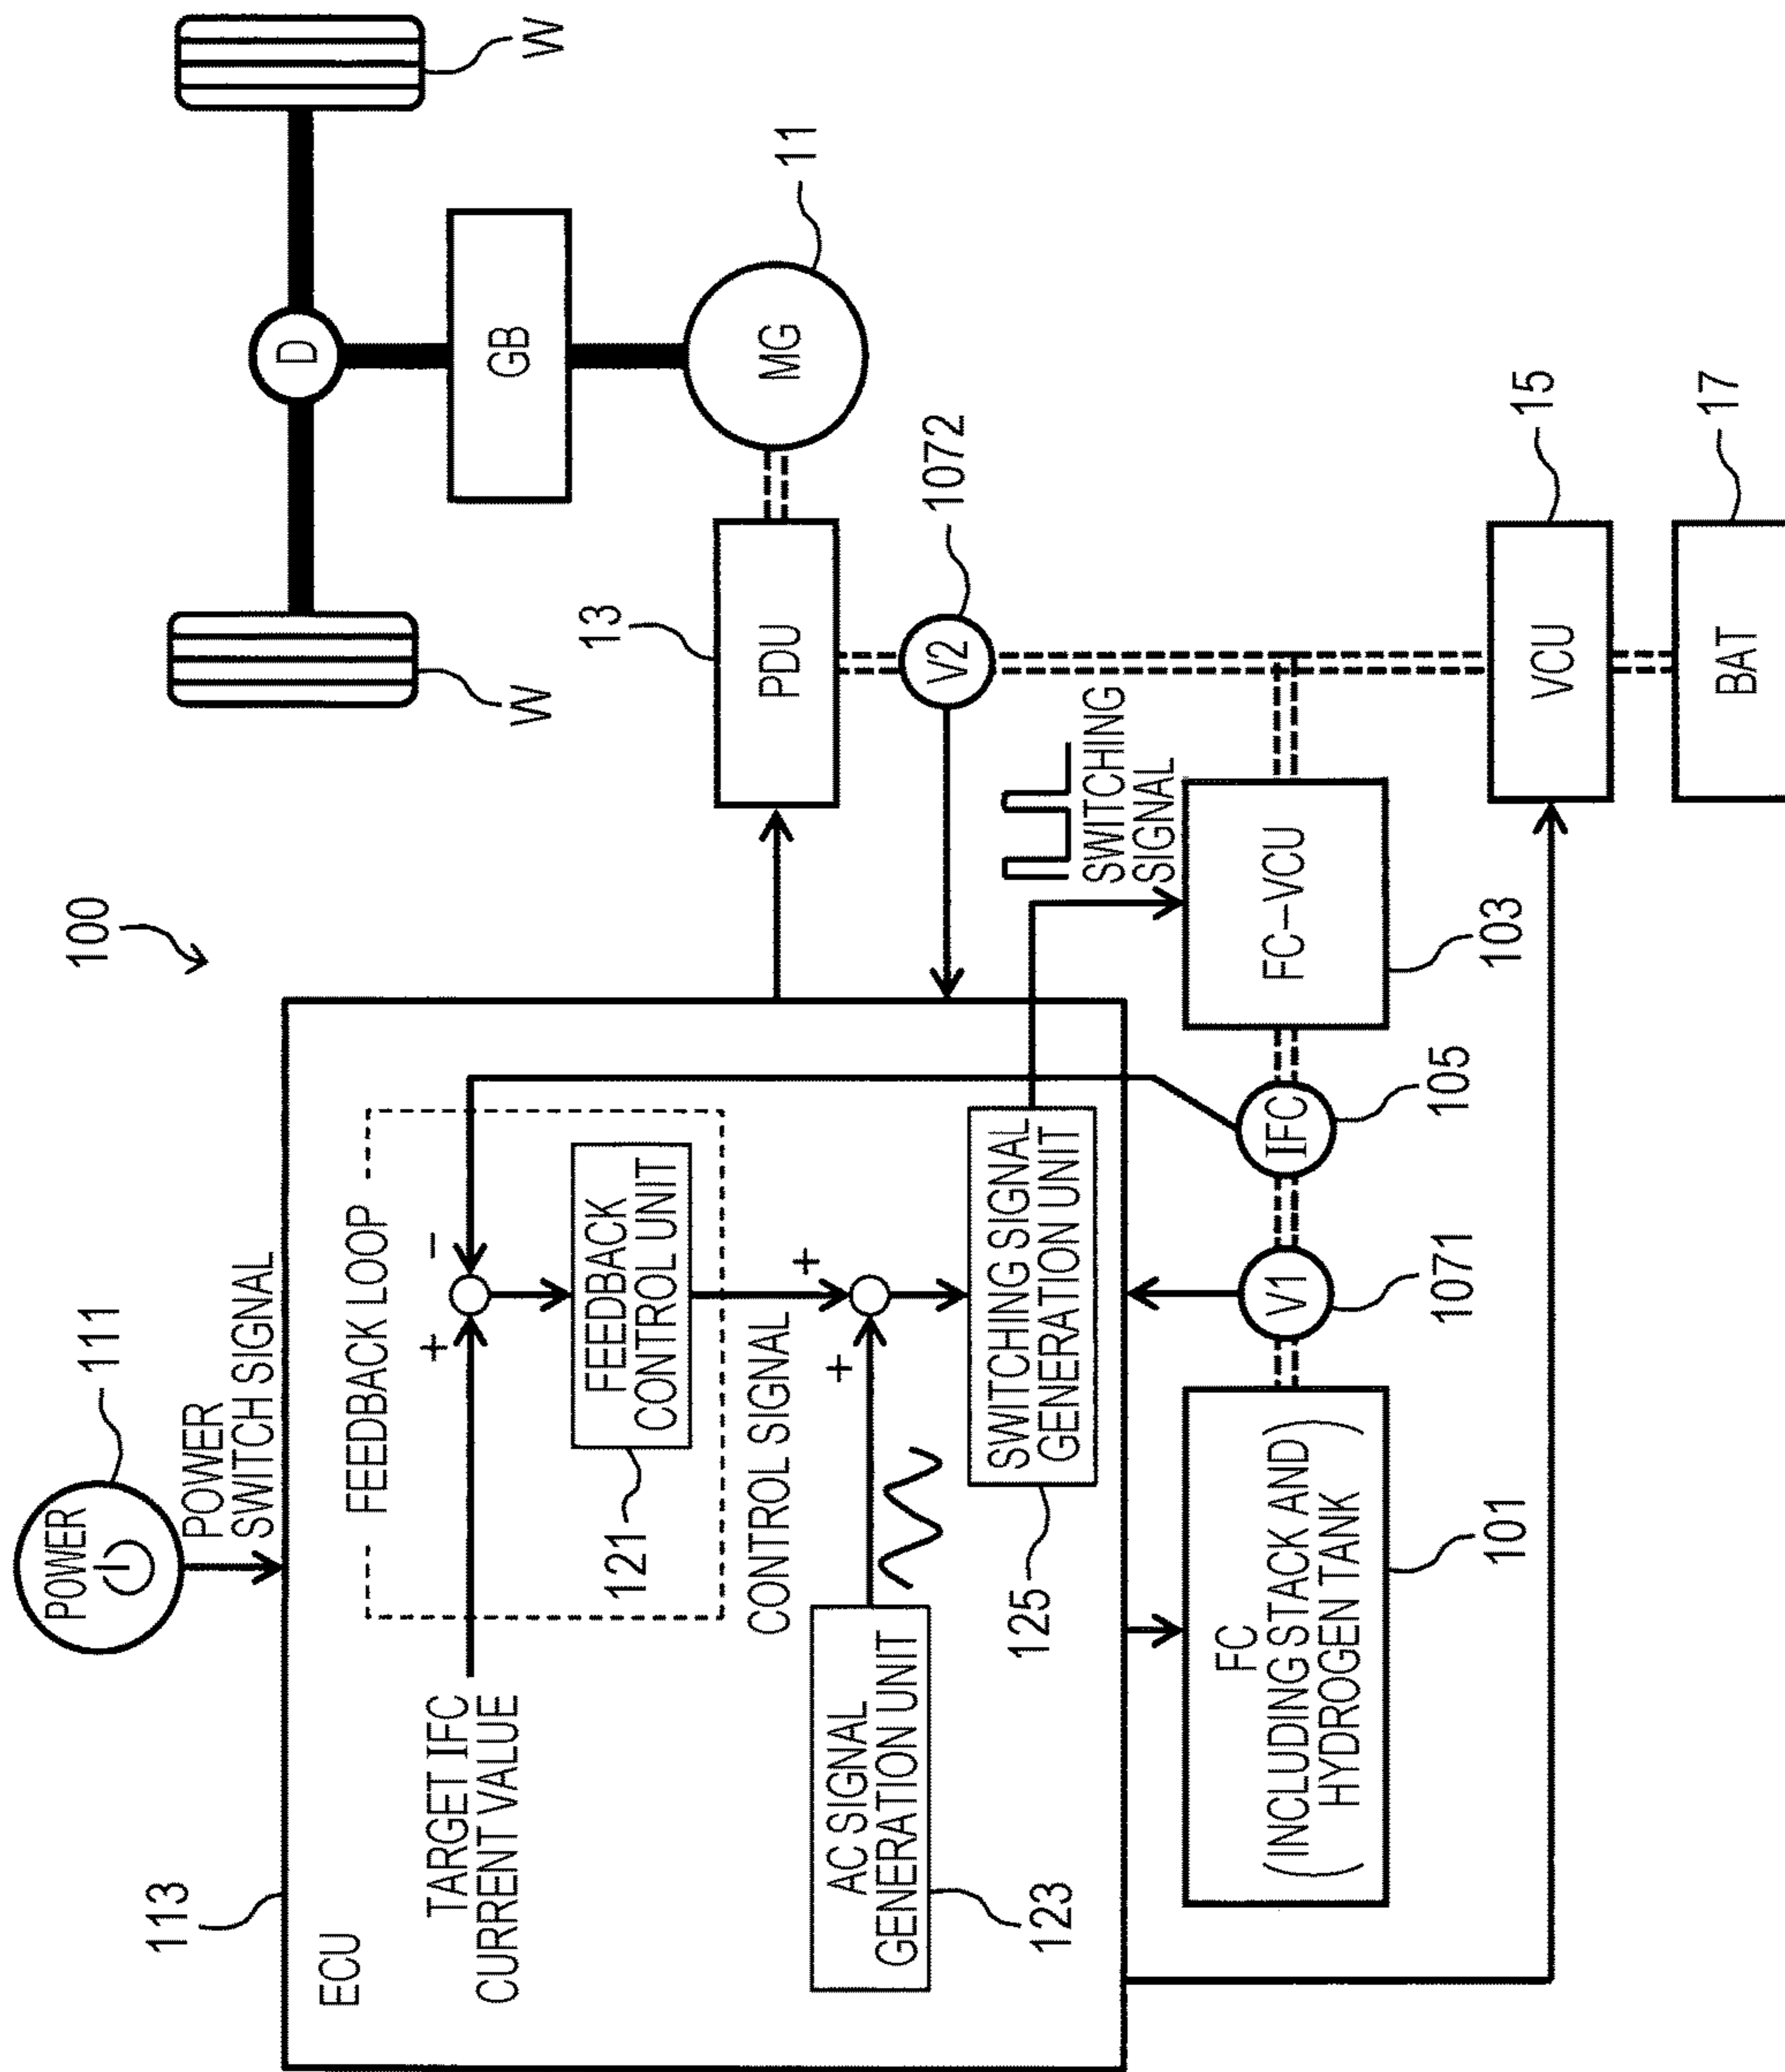 100
113
ECU
111
POWER
POWER
SWITCH SIGNAL
TARGET IFC
CURRENT VALUE
FEEDBACK LOOP
+
−
FEEDBACK
CONTROL UNIT
121
CONTROL SIGNAL
+
+
AC SIGNAL
GENERATION UNIT
123
SWITCHING SIGNAL
GENERATION UNIT
125
FC
(INCLUDING STACK AND
HYDROGEN TANK)
101
V1
1071
IFC
105
FC–VCU
103
SWITCHING
SIGNAL
V2
1072
PDU
13
W
W
D
GB
MG
11
VCU
15
BAT
17